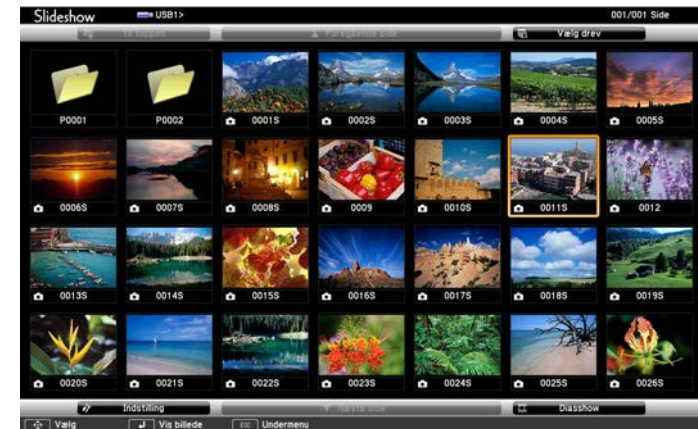 Slideshow USB1> 001/001 Side
Til toppen ▲ Foregående side Vælg drev
P0001 P0002 0001S 0002S 0003S 0004S 0005S
0006S 0007S 0008S 0009 0010S 0011S 0012
0013S 0014S 0015S 0016S 0017S 0018S 0019S
0020S 0021S 0022S 0023S 0024S 0025S 0026S
Indstilling ▼ Næste side Diasshow
Vælg Vis billede Esc Undermenu